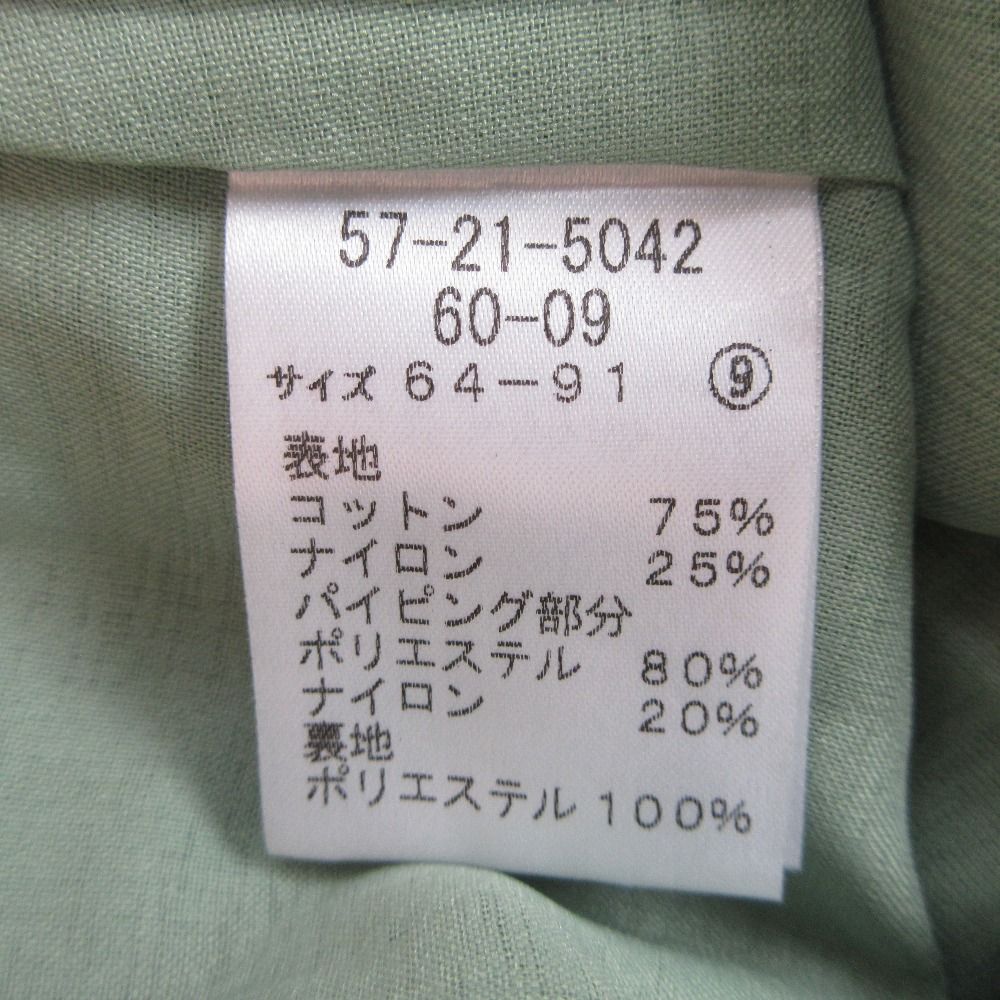 57-21-5042
60-09
サイズ 64-91 ⑨
表地
コットン 75%
ナイロン 25%
パイピング部分
ポリエステル 80%
ナイロン 20%
裏地
ポリエステル 100%